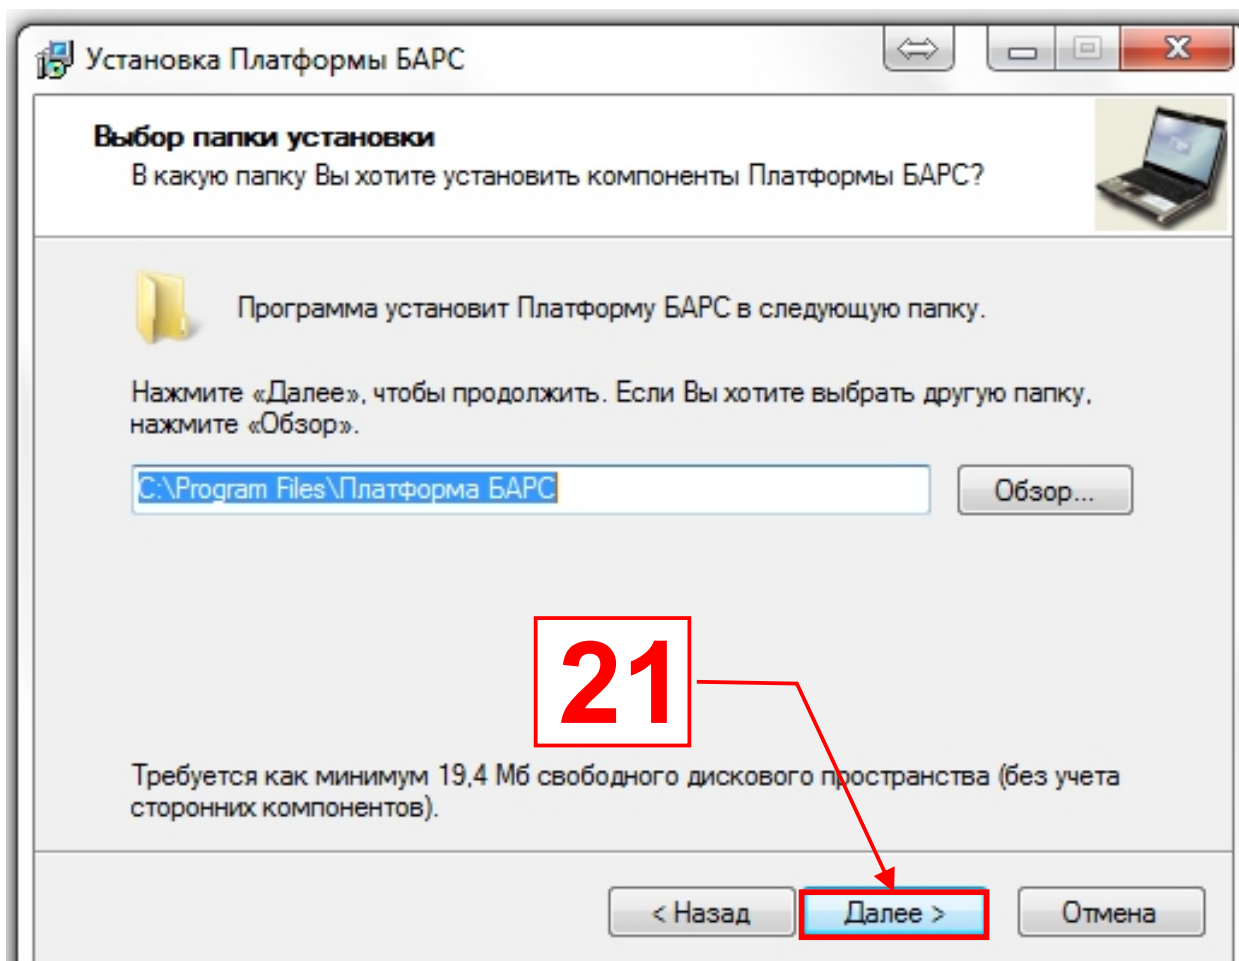 Установка Платформы БАРС
Выбор папки установки
В какую папку Вы хотите установить компоненты Платформы БАРС?
Программа установит Платформу БАРС в следующую папку.
Нажмите «Далее», чтобы продолжить. Если Вы хотите выбрать другую папку,
нажмите «Обзор».
C:\Program Files\Платформа БАРС
Обзор...
21
Требуется как минимум 19,4 Мб свободного дискового пространства (без учета
сторонних компонентов).
< Назад
Далее >
Отмена